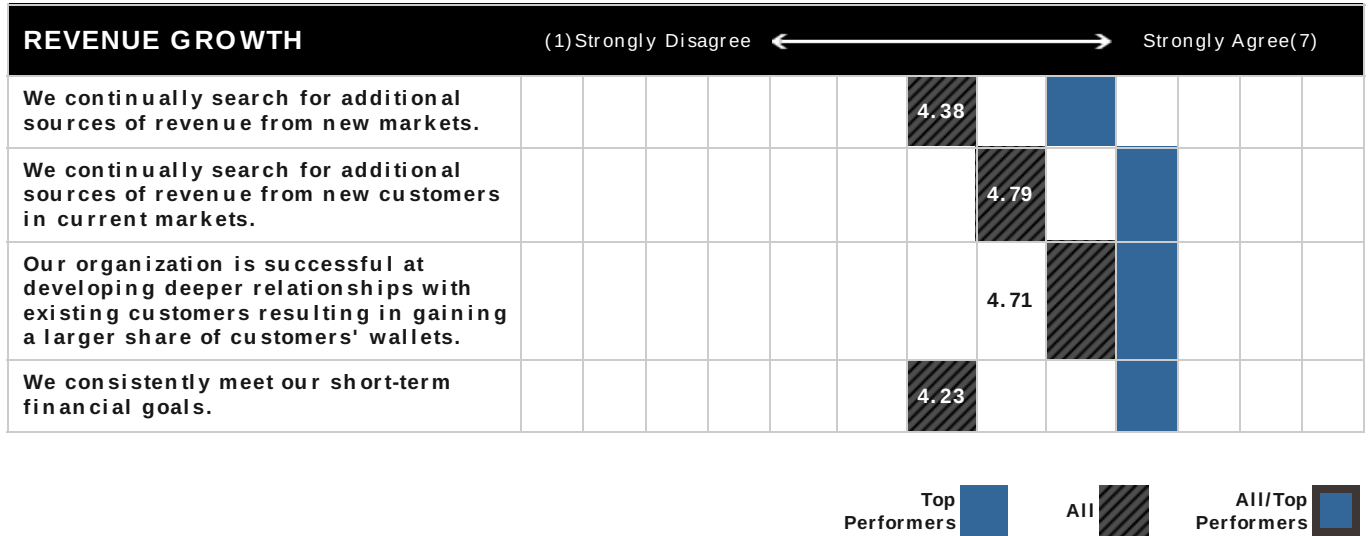 REVENUE GROWTH (1)Strongly Disagree Strongly Agree(7)
We continually search for additional
sources of revenue from new markets.
4.38
We continually search for additional
sources of revenue from new customers
in current markets.
4.79
Our organization is successful at
developing deeper relationships with
existing customers resulting in gaining
a larger share of customers' wallets.
4.71
We consistently meet our short-term
financial goals.
4.23
Top
Performers
All
All/Top
Performers